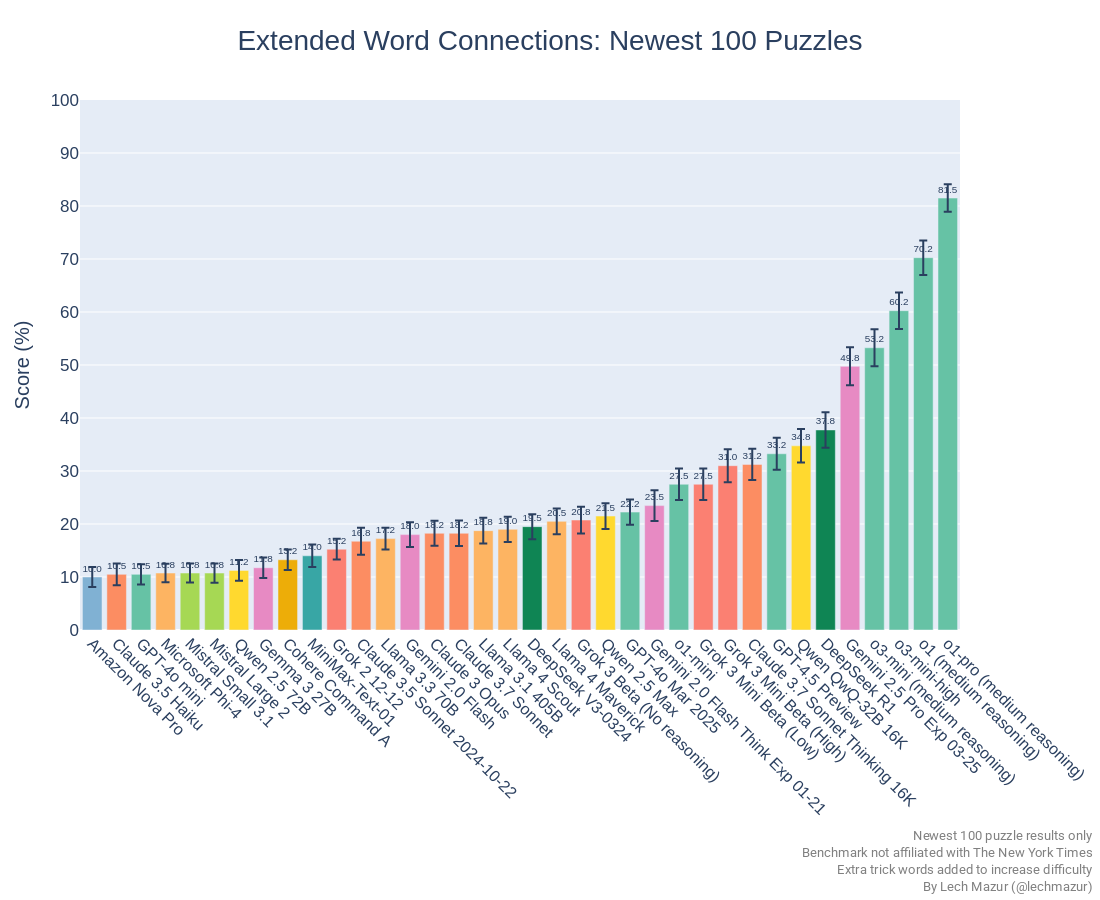 Extended Word Connections: Newest 100 Puzzles
Score (%)
100
90
80
70
60
50
40
30
20
10
0
10.0
10.5
10.5
10.8
10.8
10.8
11.2
11.8
13.2
14.0
15.2
16.8
17.2
18.0
18.2
18.2
18.8
19.0
19.5
20.5
20.8
21.5
22.2
23.5
27.5
27.5
31.0
31.2
33.2
34.8
37.8
49.8
53.2
60.2
70.2
81.5
Amazon Nova Pro
Claude 3.5 Haiku
GPT-4o mini
Microsoft Phi-4
Mistral Small 3.1
Mistral Large 2
Qwen 2.5 72B
Gemma 3 27B
Cohere Command A
MiniMax-Text-01
Grok 2 12-12
Claude 3.5 Sonnet 2024-10-22
Llama 3.3 70B
Gemini 2.0 Flash
Claude 3 Opus
Claude 3.7 Sonnet
Llama 3.1 405B
Llama 4 Scout
DeepSeek V3-0324
Llama 4 Maverick
Grok 3 Beta (No reasoning)
Qwen 2.5 Max
GPT-4o Mar 2025
Gemini 2.0 Flash Think Exp 01-21
o1-mini
Grok 3 Mini Beta (Low)
Grok 3 Mini Beta (High)
Claude 3.7 Sonnet Thinking 16K
GPT-4.5 Preview
Qwen QwQ-32B 16K
DeepSeek R1
Gemini 2.5 Pro Exp 03-25
o3-mini (medium reasoning)
o3-mini-high
o1 (medium reasoning)
o1-pro (medium reasoning)
Newest 100 puzzle results only
Benchmark not affiliated with The New York Times
Extra trick words added to increase difficulty
By Lech Mazur (@lechmazur)